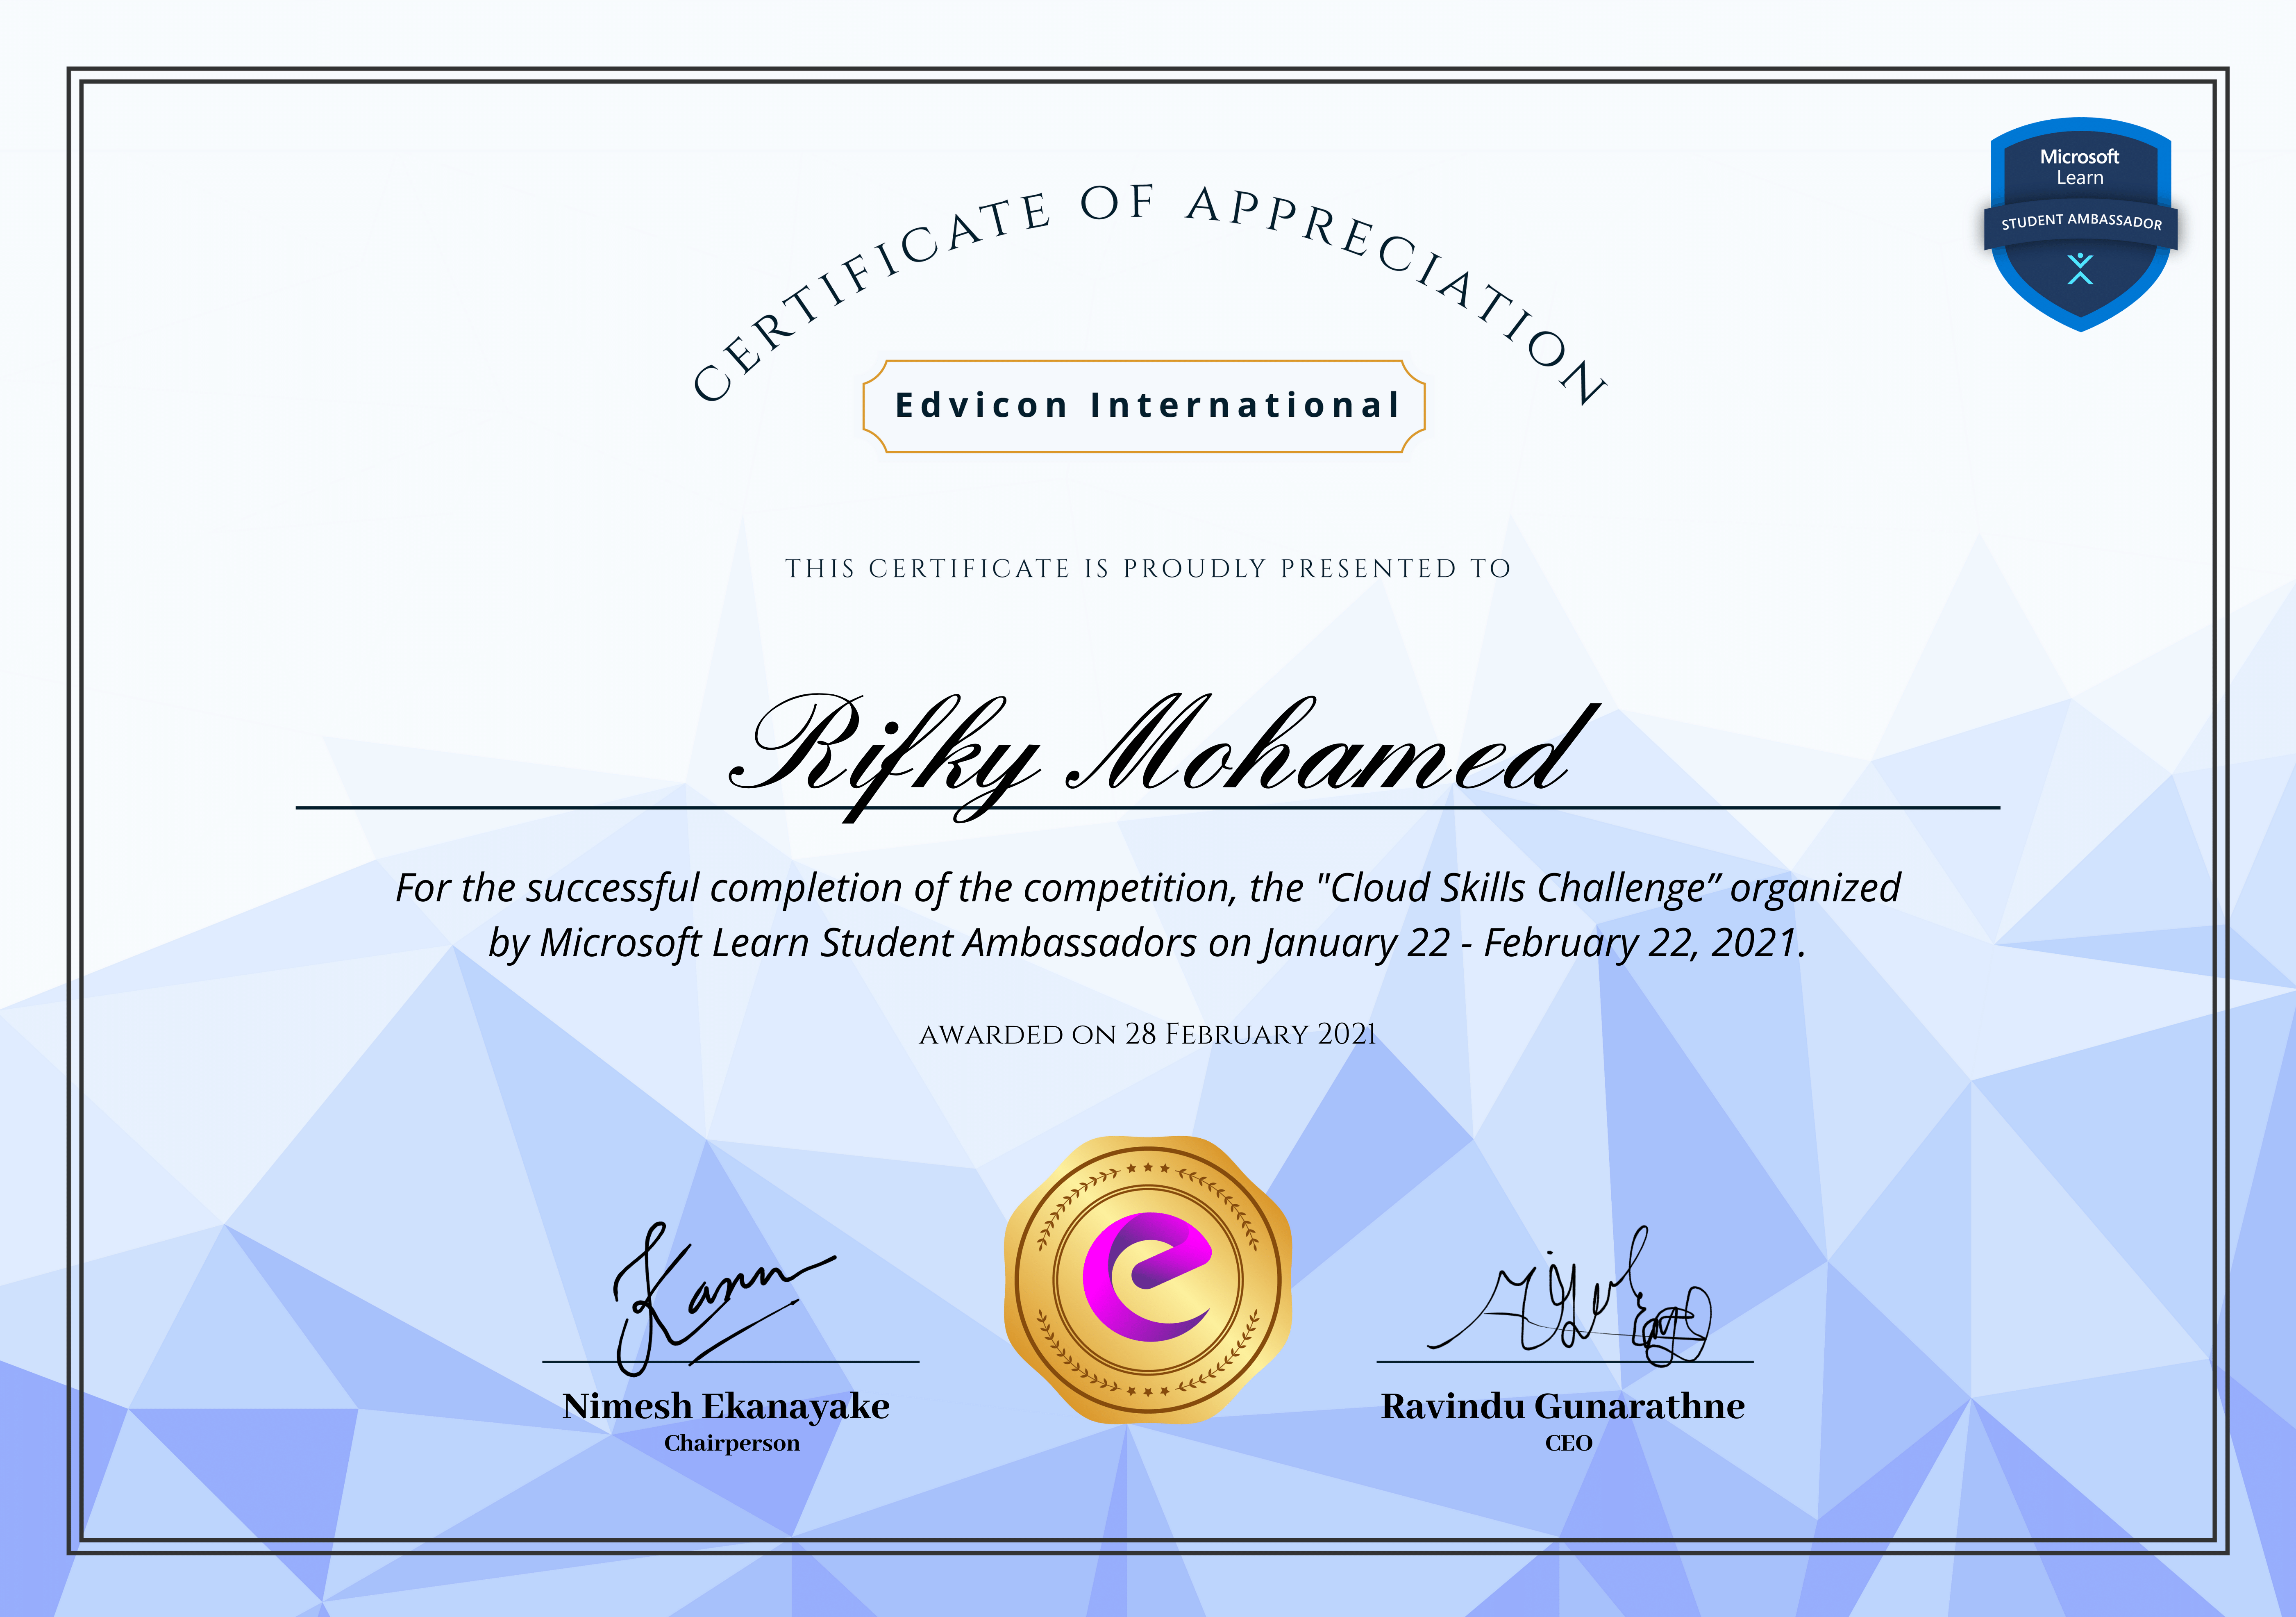 Microsoft
Learn
STUDENT AMBASSADOR
CERTIFICATE OF APPRECIATION
Edvicon International
THIS CERTIFICATE IS PROUDLY PRESENTED TO
Rifky Mohamed
For the successful completion of the competition, the "Cloud Skills Challenge” organized
by Microsoft Learn Student Ambassadors on January 22 - February 22, 2021.
AWARDED ON 28 FEBRUARY 2021
e
Nimesh Ekanayake
Chairperson
Ravindu Gunarathne
CEO